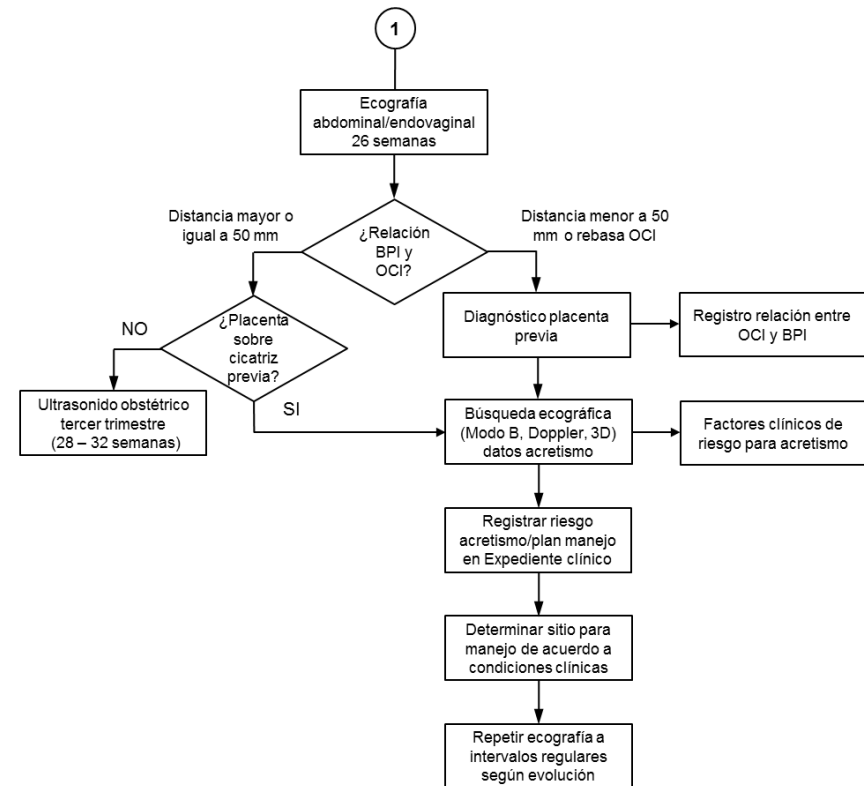 1
Ecografía
abdominal/endovaginal
26 semanas
Distancia mayor o
igual a 50 mm
¿Relación
BPI y
OCI?
Distancia menor a 50
mm o rebasa OCI
NO
¿Placenta
sobre
cicatriz
previa?
SI
Diagnóstico placenta
previa
Registro relación entre
OCI y BPI
Ultrasonido obstétrico
tercer trimestre
(28 – 32 semanas)
Búsqueda ecográfica
(Modo B, Doppler, 3D)
datos acretismo
Factores clínicos de
riesgo para acretismo
Registrar riesgo
acretismo/plan manejo
en Expediente clínico
Determinar sitio para
manejo de acuerdo a
condiciones clínicas
Repetir ecografía a
intervalos regulares
según evolución